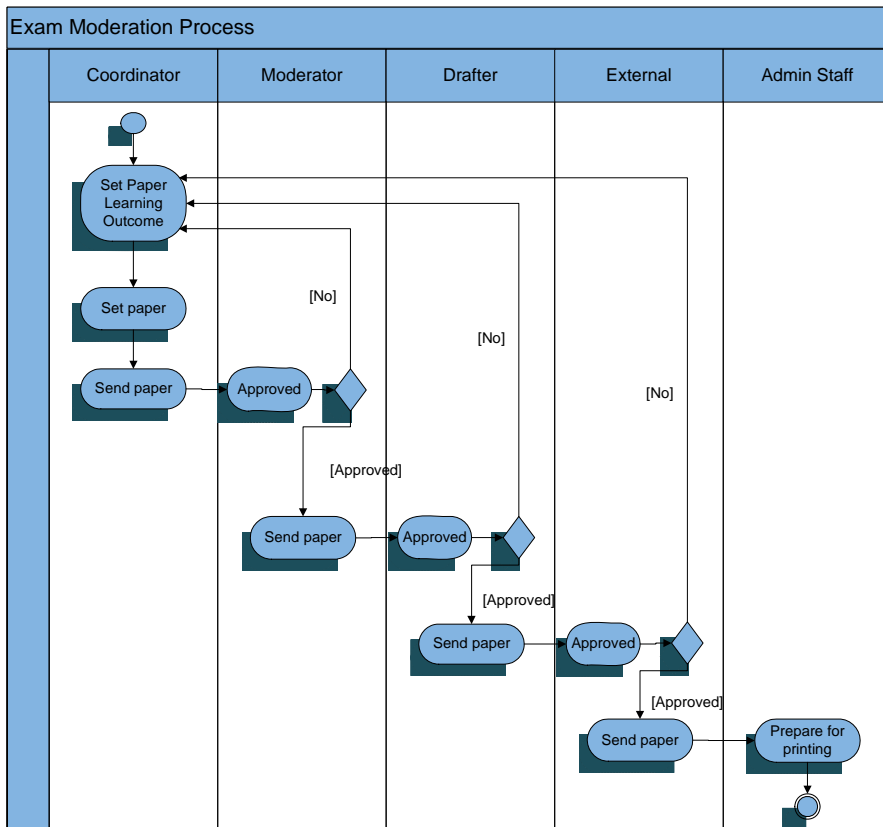 Exam Moderation Process
Coordinator
Moderator
Drafter
External
Admin Staff
Set Paper
Learning
Outcome
[No]
Set paper
[No]
Send paper
Approved
[No]
[Approved]
Send paper
Approved
[Approved]
Send paper
Approved
[Approved]
Send paper
Prepare for
printing